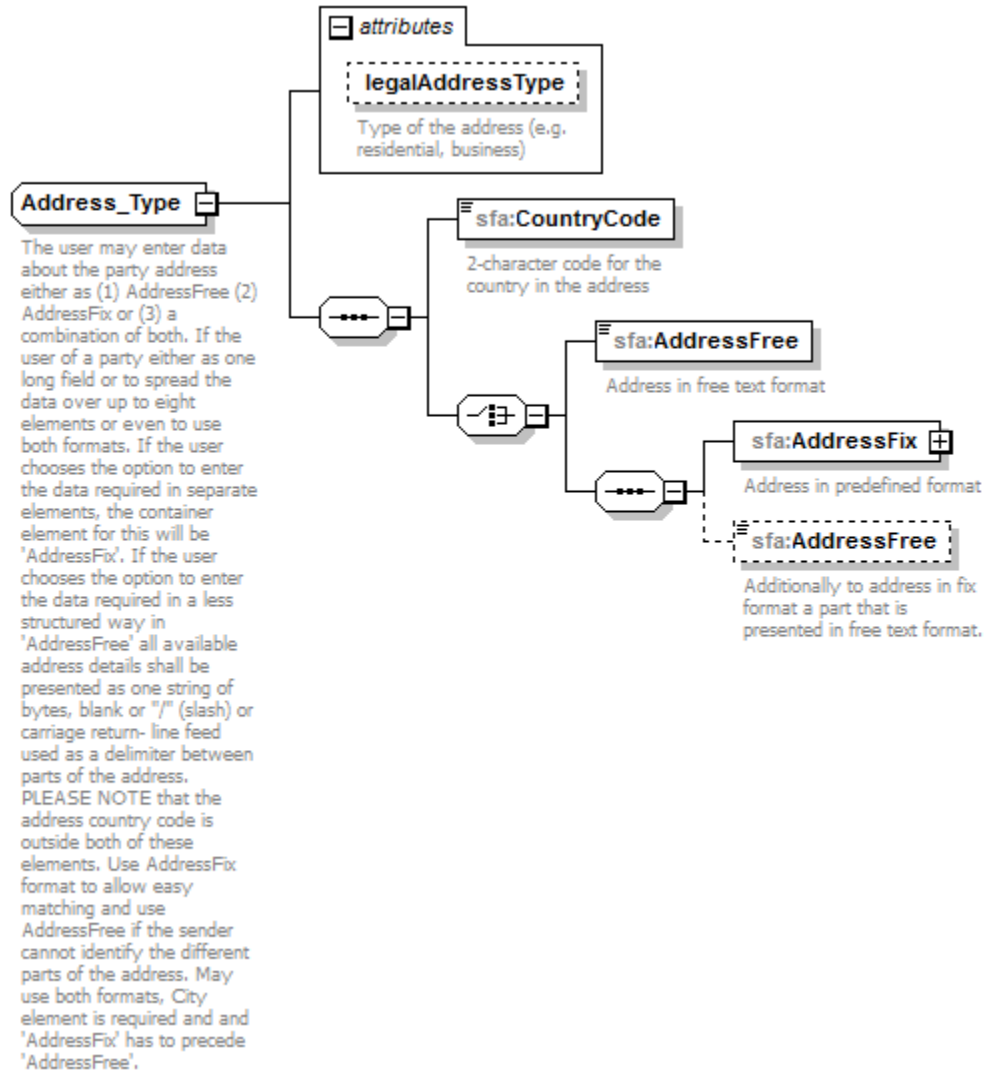 attributes
legalAddressType
Type of the address (e.g.
residential, business)
Address_Type
The user may enter data
about the party address
either as (1) AddressFree (2)
AddressFix or (3) a
combination of both. If the
user of a party either as one
long field or to spread the
data over up to eight
elements or even to use
both formats. If the user
chooses the option to enter
the data required in separate
elements, the container
element for this will be
'AddressFix'. If the user
chooses the option to enter
the data required in a less
structured way in
'AddressFree' all available
address details shall be
presented as one string of
bytes, blank or "/" (slash) or
carriage return- line feed
used as a delimiter between
parts of the address.
PLEASE NOTE that the
address country code is
outside both of these
elements. Use AddressFix
format to allow easy
matching and use
AddressFree if the sender
cannot identify the different
parts of the address. May
use both formats, City
element is required and and
'AddressFix' has to precede
'AddressFree'.
sfa:CountryCode
2-character code for the
country in the address
sfa:AddressFree
Address in free text format
sfa:AddressFix
Address in predefined format
sfa:AddressFree
Additionally to address in fix
format a part that is
presented in free text format.